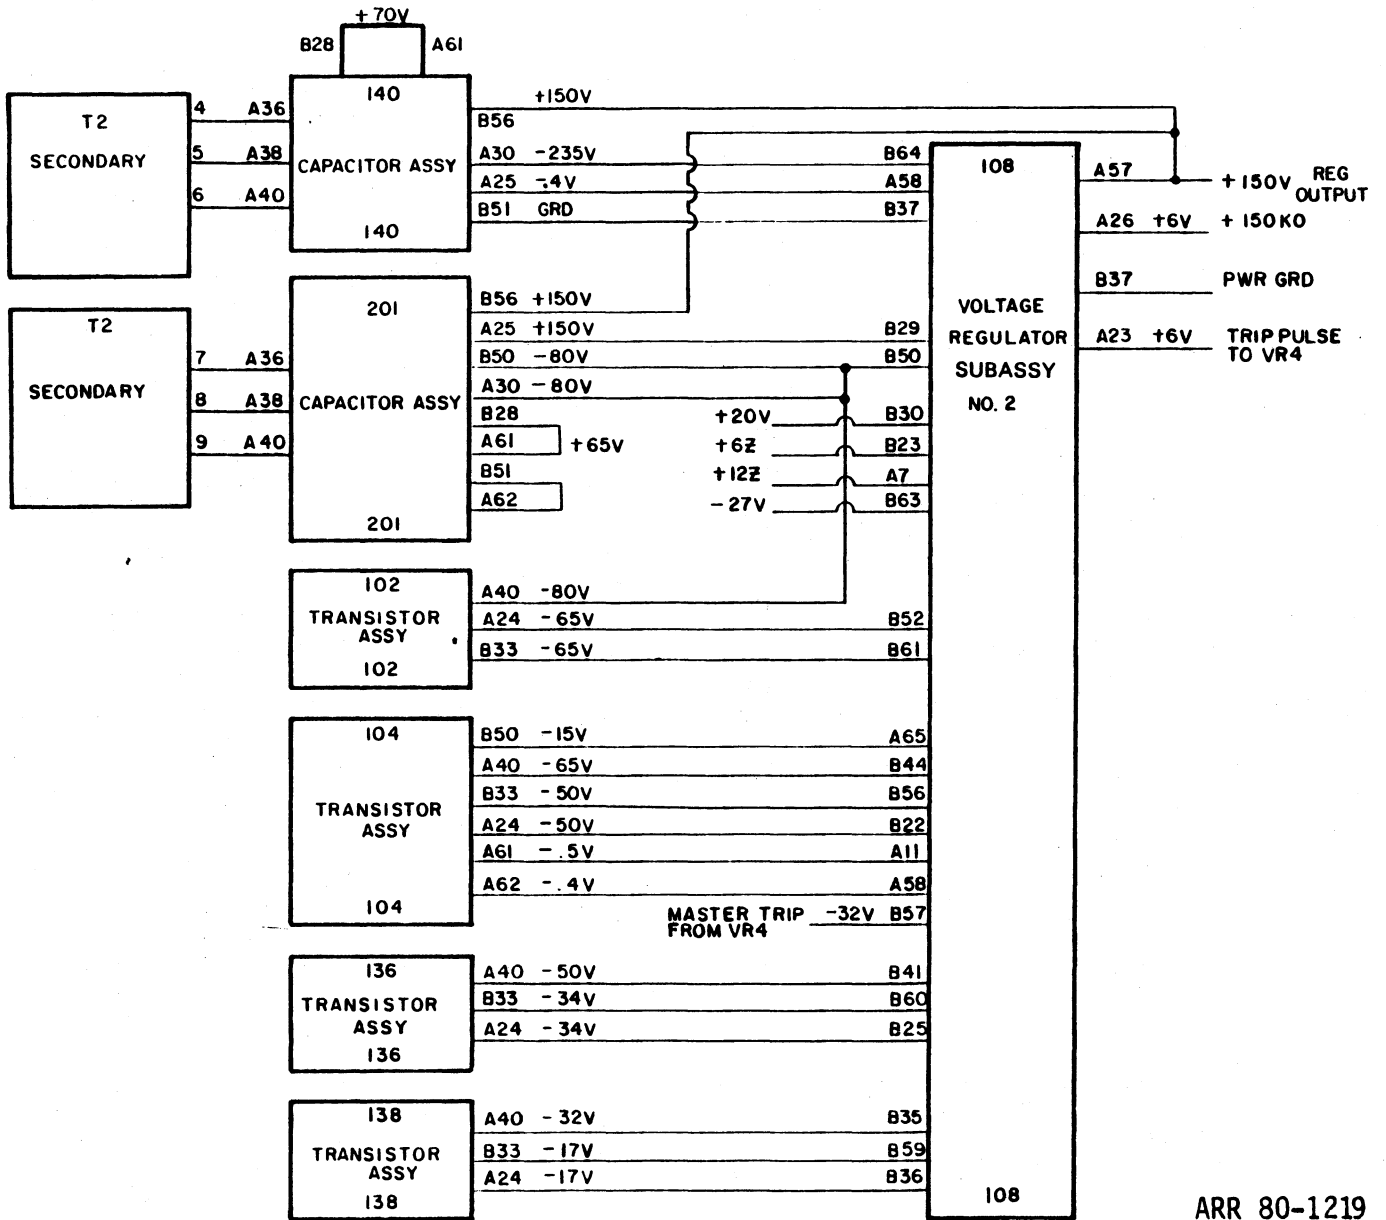 +70V
B28 A61
T2
SECONDARY
4 A36
5 A38
6 A40
140
CAPACITOR ASSY
140
+150V
B56
A30 -235V
A25 -.4V
B51 GRD
B64
A58
B37
T2
SECONDARY
7 A36
8 A38
9 A40
201
CAPACITOR ASSY
201
B56 +150V
A25 +150V
B50 -80V
A30 -80V
B28
A61
+65V
B51
A62
B29
B50
+20V B30
+6Z B23
+12Z A7
-27V B63
102
TRANSISTOR
ASSY
102
A40 -80V
A24 -65V B52
B33 -65V B61
104
TRANSISTOR
ASSY
104
B50 -15V A65
A40 -65V B44
B33 -50V B56
A24 -50V B22
A61 -.5V A11
A62 -.4V A58
MASTER TRIP
FROM VR4
-32V B57
136
TRANSISTOR
ASSY
136
A40 -50V B41
B33 -34V B60
A24 -34V B25
138
TRANSISTOR
ASSY
138
A40 -32V B35
B33 -17V B59
A24 -17V B36
108
VOLTAGE
REGULATOR
SUBASSY
NO. 2
108
A57 +150V REG
OUTPUT
A26 +6V +150KO
B37 PWR GRD
A23 +6V TRIP PULSE
TO VR4
ARR 80-1219